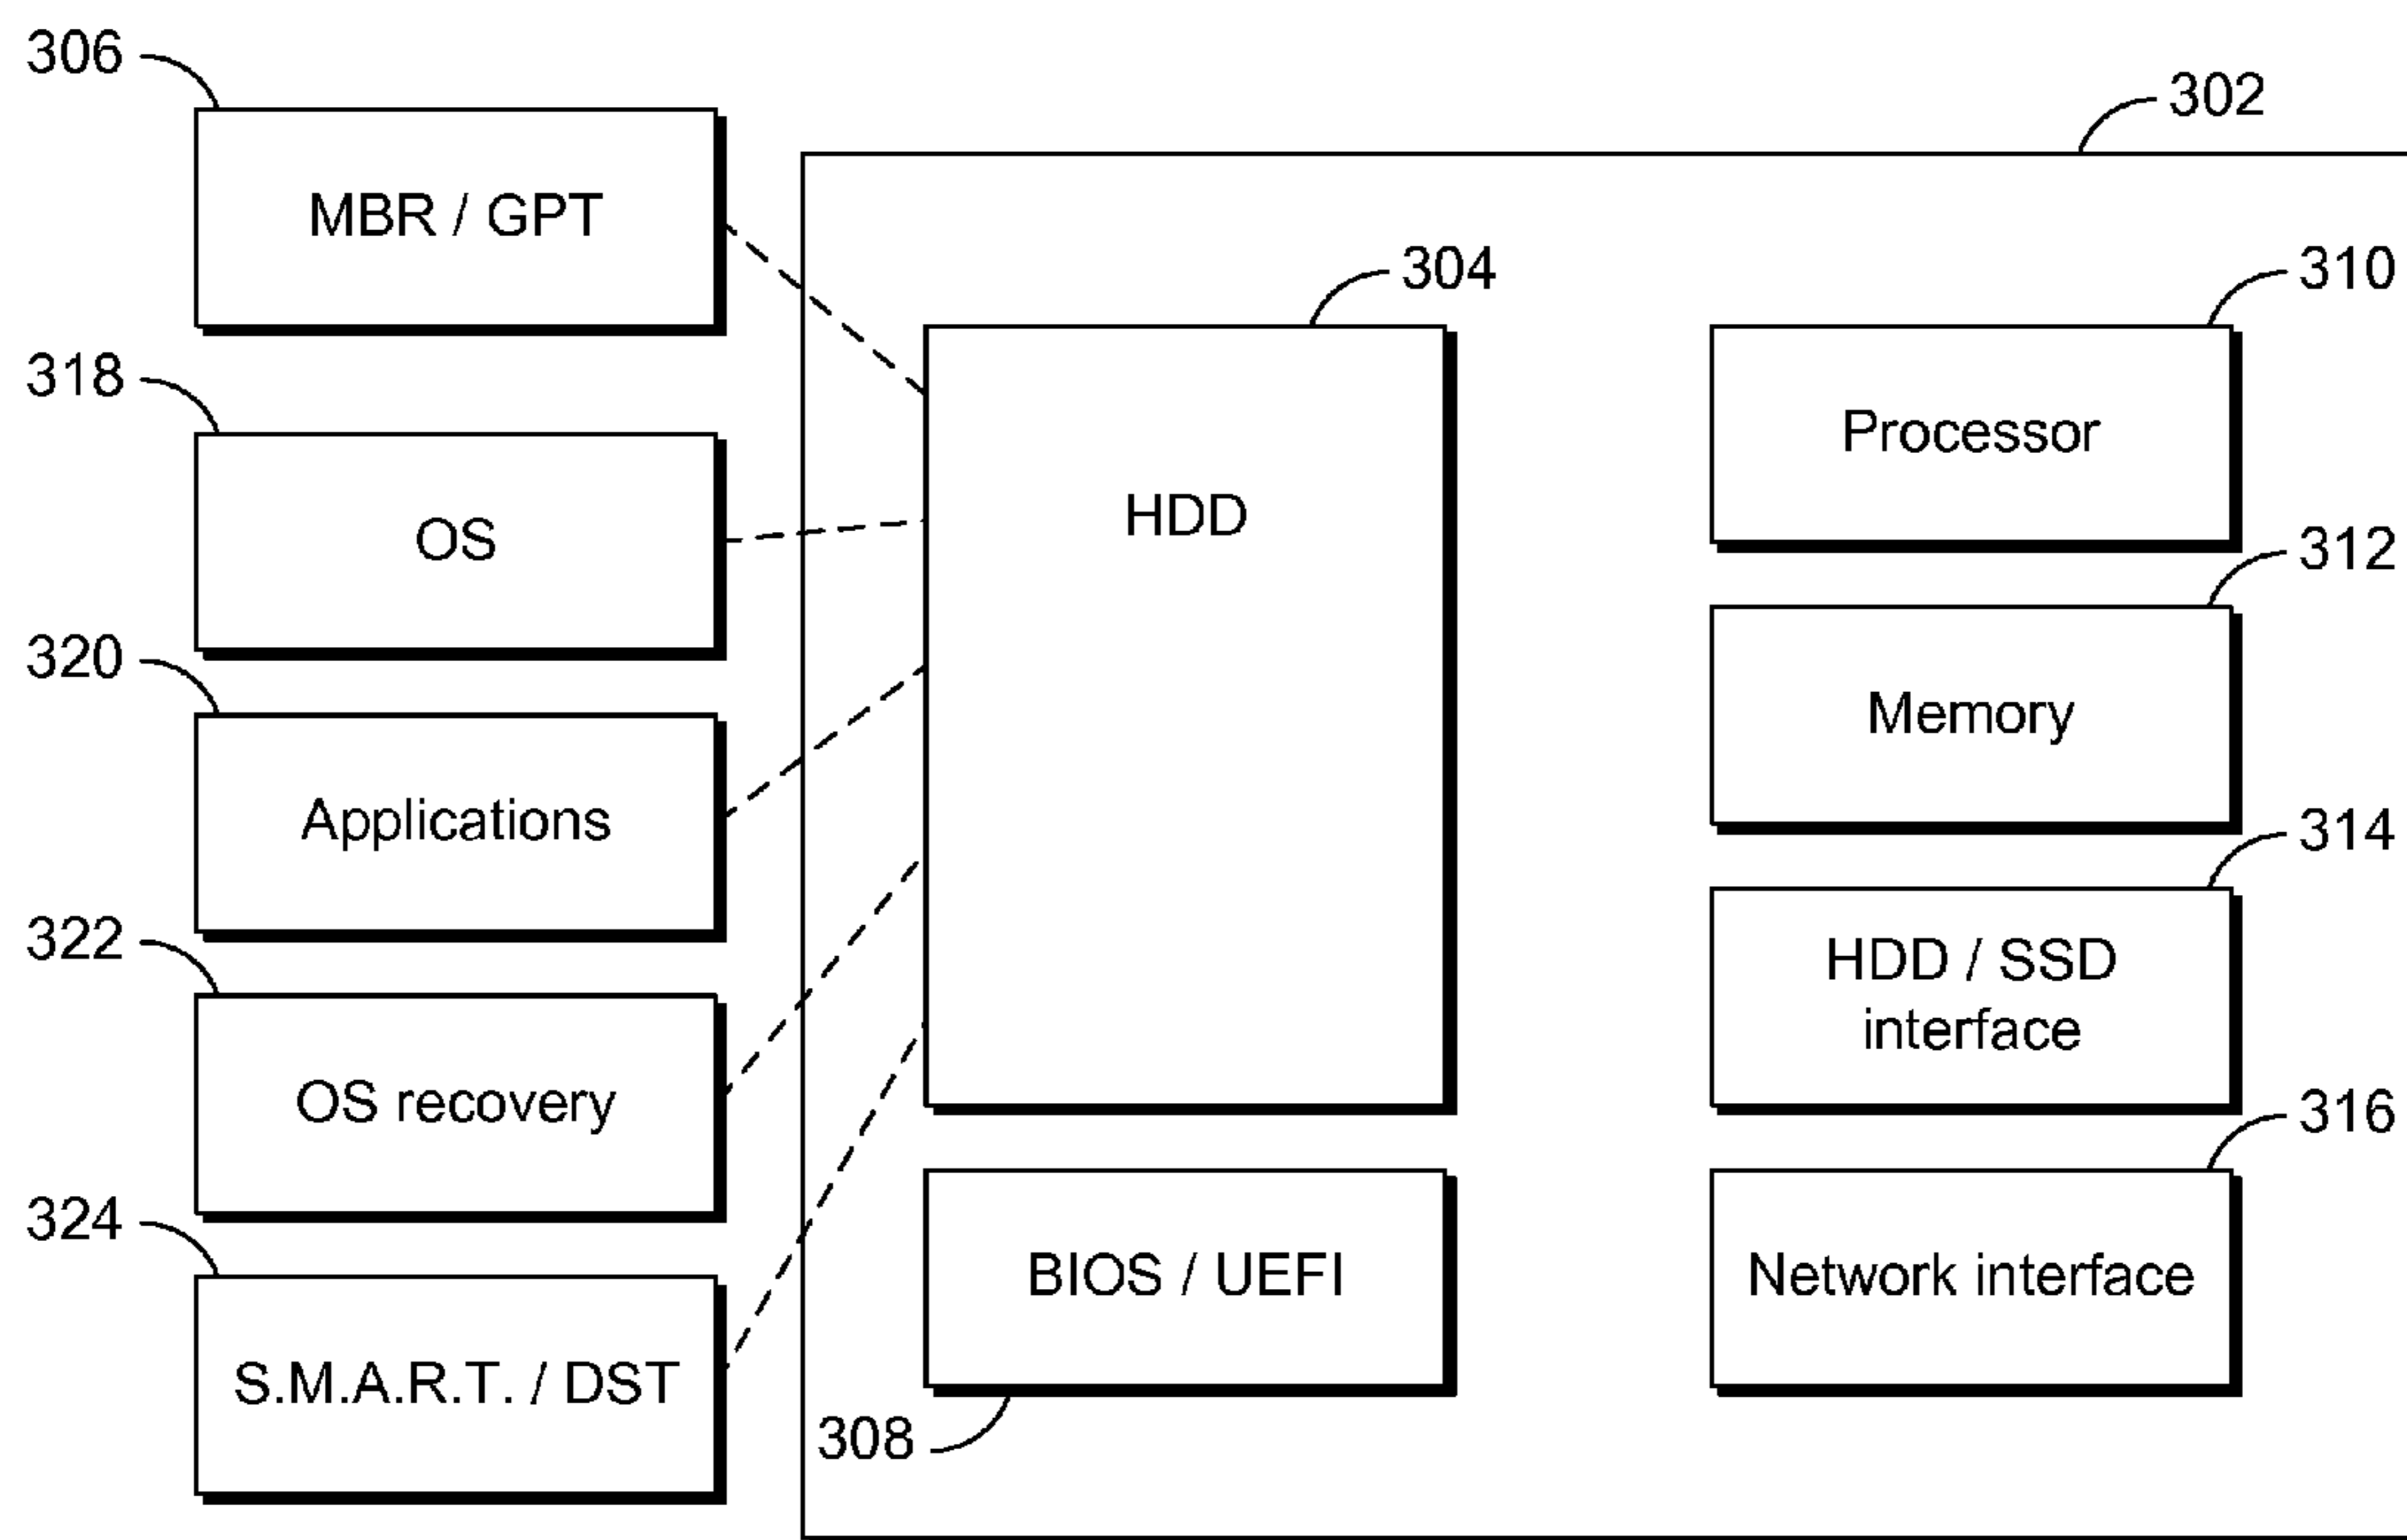 306
MBR / GPT
318
OS
320
Applications
322
OS recovery
324
S.M.A.R.T. / DST
302
304
HDD
BIOS / UEFI
308
310
Processor
312
Memory
314
HDD / SSD
interface
316
Network interface